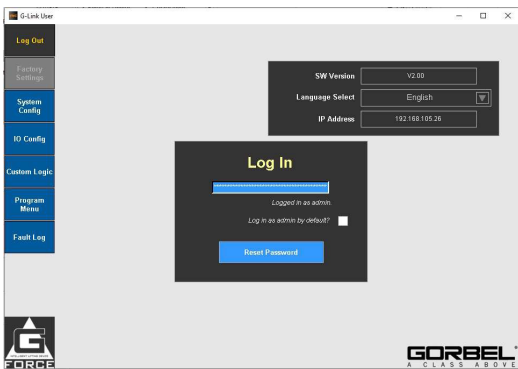 G-Link User
Log Out
Factory
Settings
System
Config
IO Config
Custom Logic
Program
Menu
Fault Log
SW Version
V2.00
Language Select
English
IP Address
192.168.105.26
Log In
Logged in as admin.
Log in as admin by default?
Reset Password
G
FORCE
GORBEL
A CLASS ABOVE